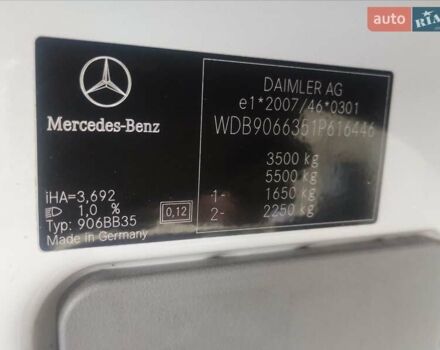 auto RIA
DAIMLER AG
e1*2007/46*0301
WDB9066351P616446
Mercedes-Benz
3500 kg
5500 kg
1- 1650 kg
2- 2250 kg
iHA=3,692
1,0 % 0,12
Typ: 906BB35
Made in Germany